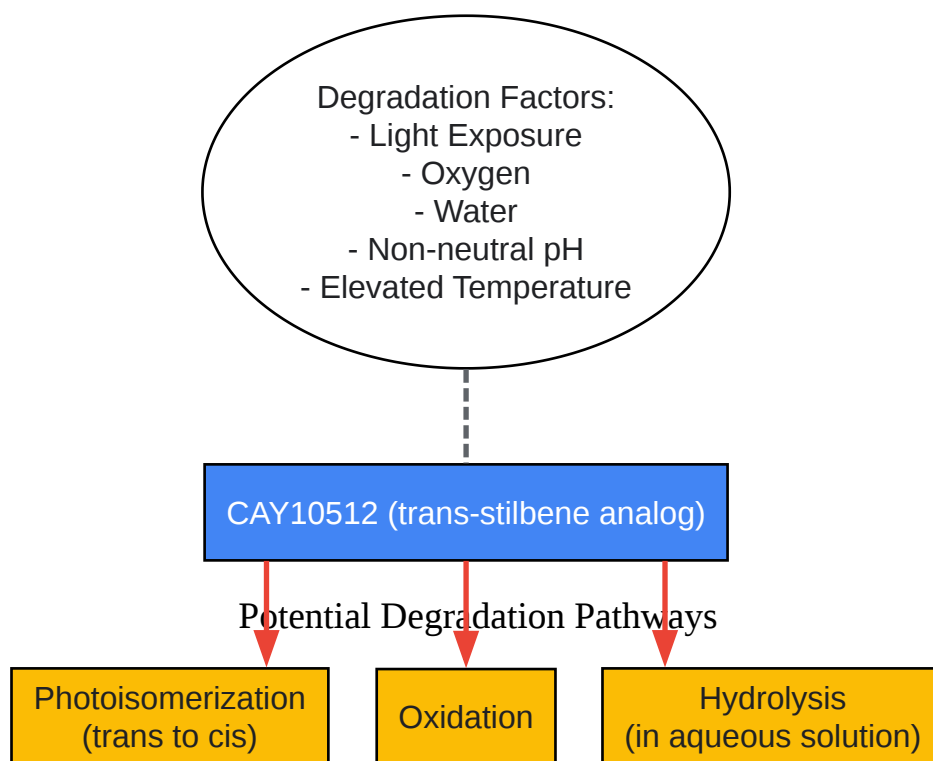 Degradation Factors:
- Light Exposure
- Oxygen
- Water
- Non-neutral pH
- Elevated Temperature
CAY10512 (trans-stilbene analog)
Potential Degradation Pathways
Photoisomerization
(trans to cis)
Oxidation
Hydrolysis
(in aqueous solution)